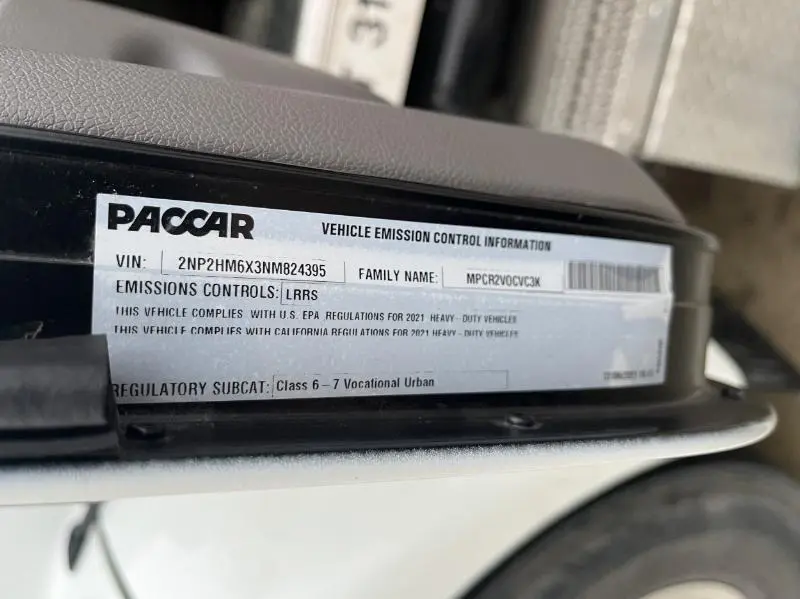 PACCAR VEHICLE EMISSION CONTROL INFORMATION
VIN: 2NP2HM6X3NM824395 FAMILY NAME: MPCR2VOCVC3K
EMISSIONS CONTROLS: LRRS
THIS VEHICLE COMPLIES WITH U.S. EPA REGULATIONS FOR 2021 HEAVY-DUTY VEHICLES
THIS VEHICLE COMPLIES WITH CALIFORNIA REGULATIONS FOR 2021 HEAVY-DUTY VEHICLES
REGULATORY SUBCAT: Class 6-7 Vocational Urban